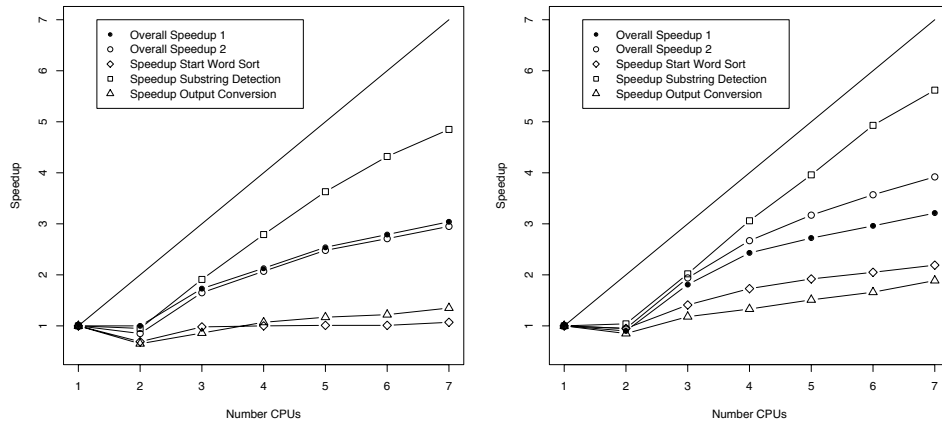 Overall Speedup 1
Overall Speedup 2
Speedup Start Word Sort
Speedup Substring Detection
Speedup Output Conversion
Speedup
7
6
5
4
3
2
1
1 2 3 4 5 6 7
Number CPUs
Overall Speedup 1
Overall Speedup 2
Speedup Start Word Sort
Speedup Substring Detection
Speedup Output Conversion
Speedup
7
6
5
4
3
2
1
1 2 3 4 5 6 7
Number CPUs